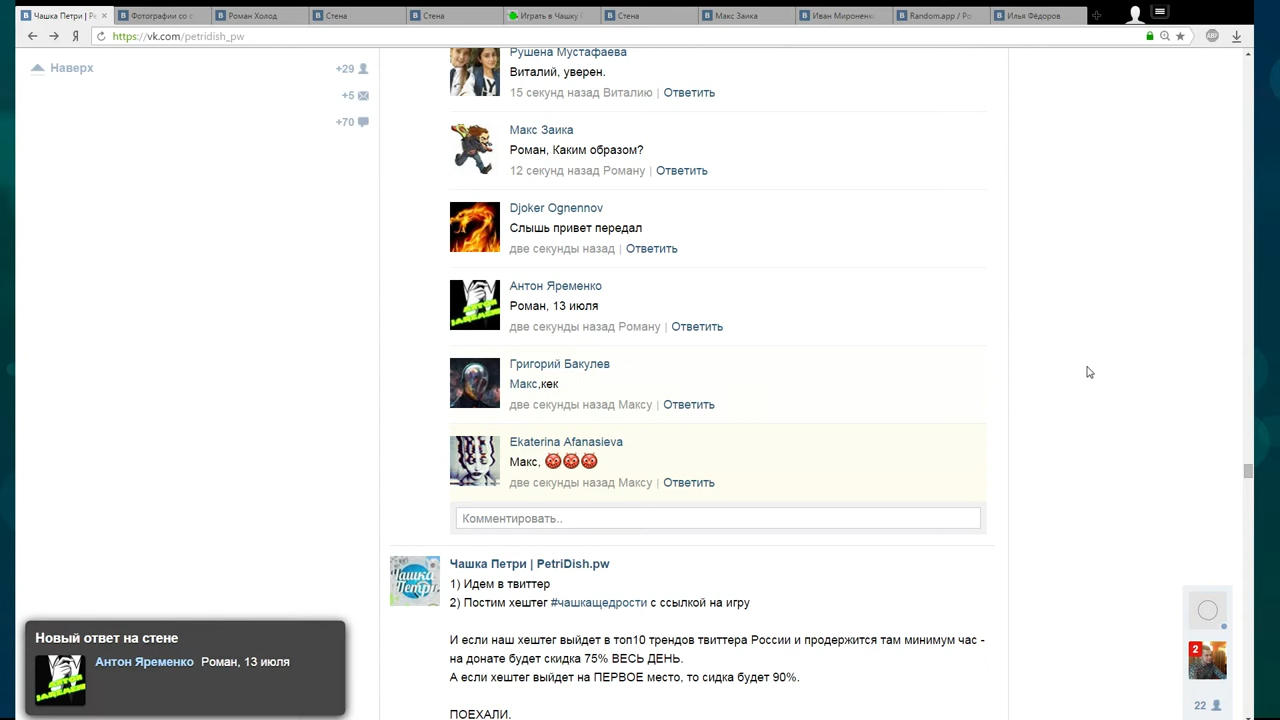 Чашка Петри | Pe
Фотографии со с
Роман Холод
Стена
Стена
Играть в Чашку
Стена
Макс Заика
Иван Мироненк
Random.app / Ро
Илья Фёдоров
https://vk.com/petridish_pw
ABP
Наверх
+29
+5
+70
Рушена Мустафаева
Виталий, уверен.
15 секунд назад Виталию | Ответить
Макс Заика
Роман, Каким образом?
12 секунд назад Роману | Ответить
Djoker Ognennov
Слышь привет передал
две секунды назад | Ответить
Антон Яременко
Роман, 13 июля
две секунды назад Роману | Ответить
Григорий Бакулев
Макс,кек
две секунды назад Максу | Ответить
Ekaterina Afanasieva
Макс,
две секунды назад Максу | Ответить
Комментировать..
Чашка Петри | PetriDish.pw
1) Идем в твиттер
2) Постим хештег #чашкащедрости с ссылкой на игру
И если наш хештег выйдет в топ10 трендов твиттера России и продержится там минимум час -
на донате будет скидка 75% ВЕСЬ ДЕНЬ.
А если хештег выйдет на ПЕРВОЕ место, то сидка будет 90%.
ПОЕХАЛИ.
Новый ответ на стене
Антон Яременко Роман, 13 июля
2
22